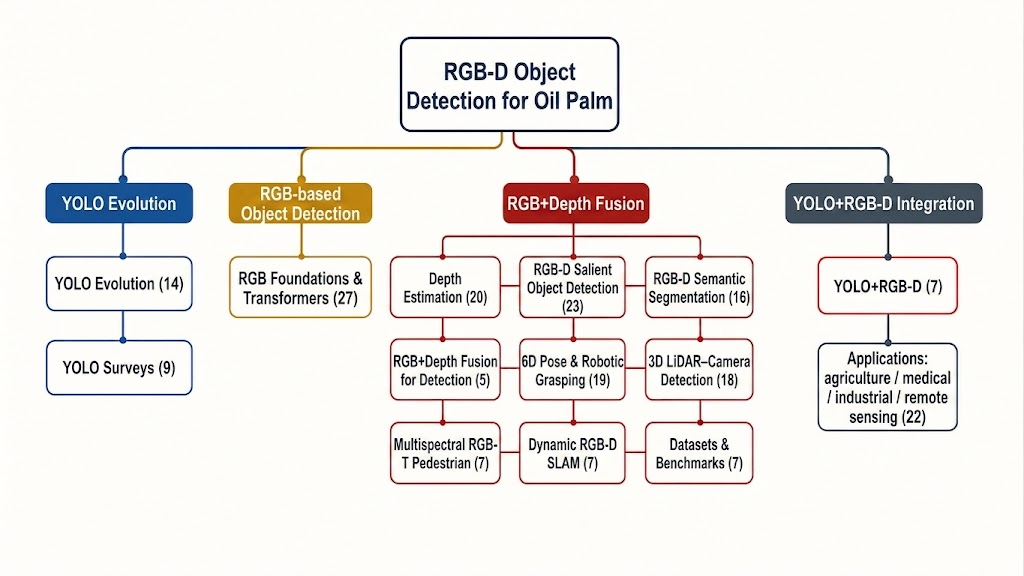 RGB-D Object
Detection for Oil Palm
YOLO Evolution
RGB-based
Object Detection
RGB+Depth Fusion
YOLO+RGB-D Integration
YOLO Evolution (14)
RGB Foundations &
Transformers (27)
Depth
Estimation (20)
RGB-D Salient
Object Detection
(23)
RGB-D Semantic
Segmentation (16)
YOLO+RGB-D (7)
YOLO Surveys (9)
RGB+Depth Fusion
for Detection (5)
6D Pose & Robotic
Grasping (19)
3D LiDAR–Camera
Detection (18)
Applications:
agriculture / medical
/ industrial / remote
sensing (22)
Multispectral RGB-
T Pedestrian (7)
Dynamic RGB-D
SLAM (7)
Datasets &
Benchmarks (7)